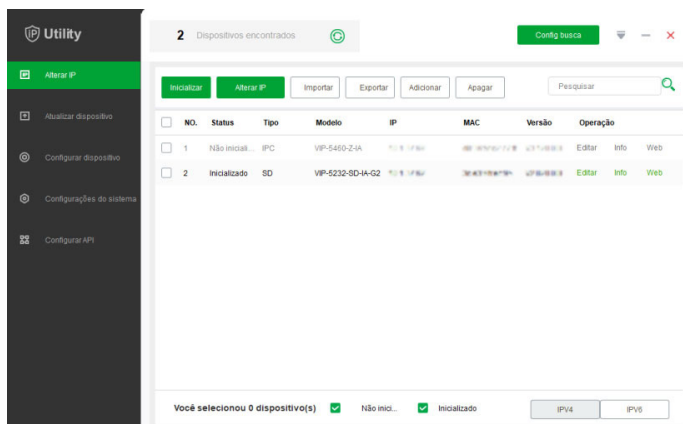 IP Utility
2 Dispositivos encontrados
Config busca
Alterar IP
Atualizar dispositivo
Configurar dispositivo
Configurações do sistema
Configurar API
Inicializar Alterar IP Importar Exportar Adicionar Apagar Pesquisar
NO. Status Tipo Modelo IP MAC Versão Operação
1 Não iniciali... IPC VIP-5460-Z-IA Editar Info Web
2 Inicializado SD VIP-5232-SD-IA-G2 Editar Info Web
Você selecionou 0 dispositivo(s) Não inici... Inicializado IPV4 IPV6